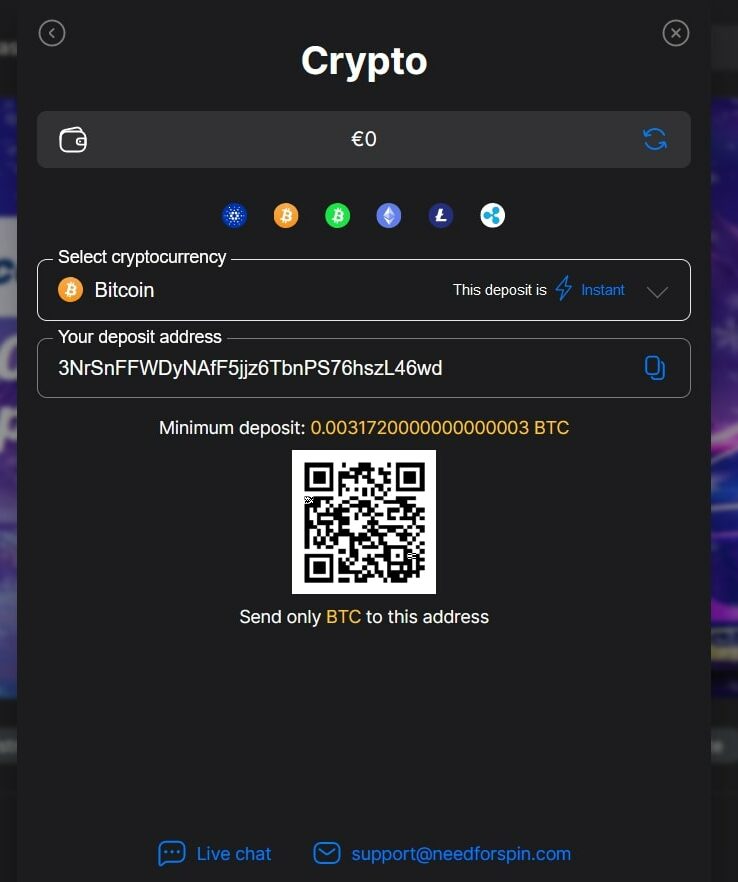 Crypto
€0
Select cryptocurrency
Bitcoin This deposit is Instant
Your deposit address
3NrSnFFWDyNAfF5jjz6TbnPS76hszL46wd
Minimum deposit: 0.0031720000000000003 BTC
Send only BTC to this address
Live chat support@needforspin.com